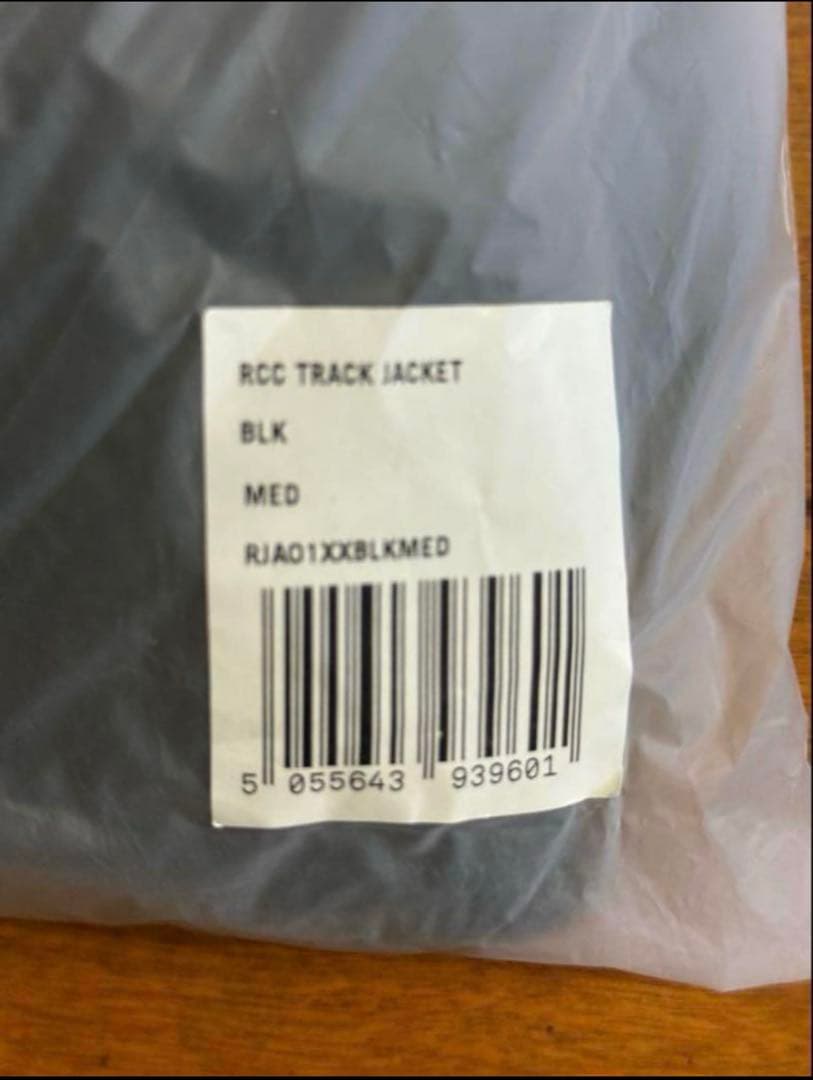 RCC TRACK JACKET
BLK
MED
RJA01XXBLKMED
5 055643 939601